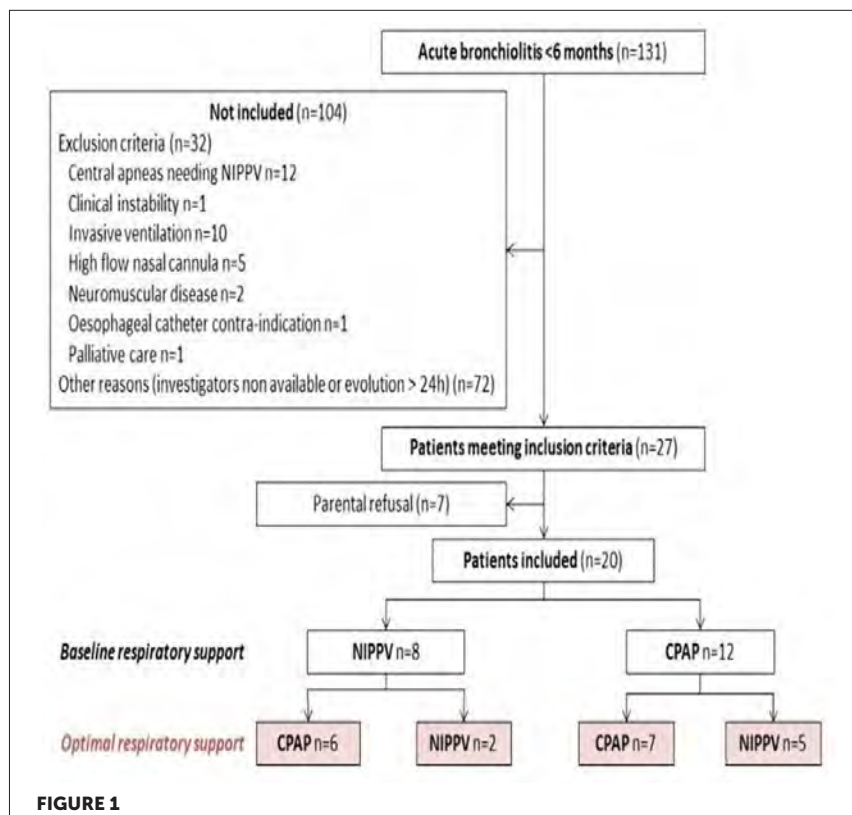 Acute bronchiolitis <6 months (n=131)
Not included (n=104)
Exclusion criteria (n=32)
Central apneas needing NIPPV n=12
Clinical instability n=1
Invasive ventilation n=10
High flow nasal cannula n=5
Neuromuscular disease n=2
Oesophageal catheter contra-indication n=1
Palliative care n=1
Other reasons (investigators non available or evolution > 24h) (n=72)
Patients meeting inclusion criteria (n=27)
Parental refusal (n=7)
Patients included (n=20)
Baseline respiratory support
NIPPV n=8
CPAP n=12
Optimal respiratory support
CPAP n=6
NIPPV n=2
CPAP n=7
NIPPV n=5
FIGURE 1